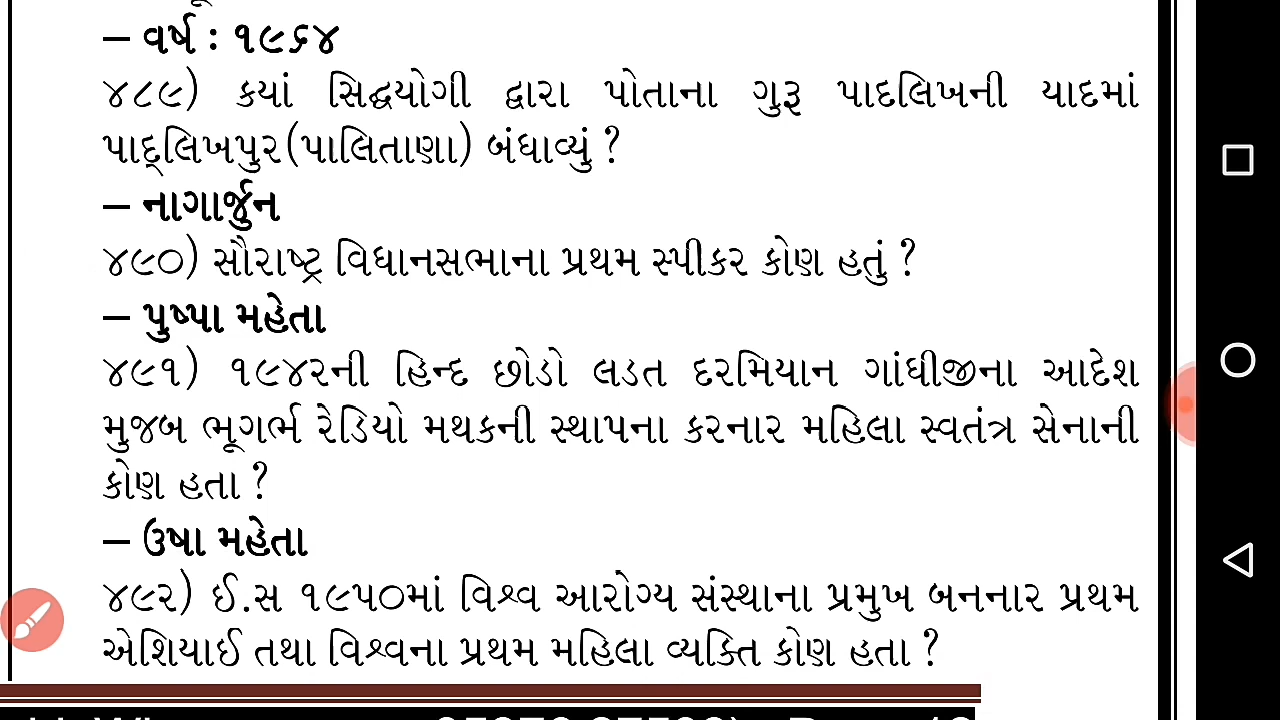 – વર્ષ : ૧૯૬૪
૪૮૯) કયાં સિદ્ધયોગી દ્વારા પોતાના ગુરૂ પાદલિખની યાદમાં
પાદ્લિખપુર(પાલિતાણા) બંધાવ્યું ?
– નાગાર્જુન
૪૯૦) સૌરાષ્ટ્ર વિધાનસભાના પ્રથમ સ્પીકર કોણ હતું ?
– પુષ્પા મહેતા
૪૯૧) ૧૯૪૨ની હિન્દ છોડો લડત દરમિયાન ગાંધીજીના આદેશ
મુજબ ભૂગર્ભ રેડિયો મથકની સ્થાપના કરનાર મહિલા સ્વતંત્ર સેનાની
કોણ હતા ?
– ઉષા મહેતા
૪૯૨) ઈ.સ ૧૯૫૦માં વિશ્વ આરોગ્ય સંસ્થાના પ્રમુખ બનનાર પ્રથમ
એશિયાઈ તથા વિશ્વના પ્રથમ મહિલા વ્યક્તિ કોણ હતા ?